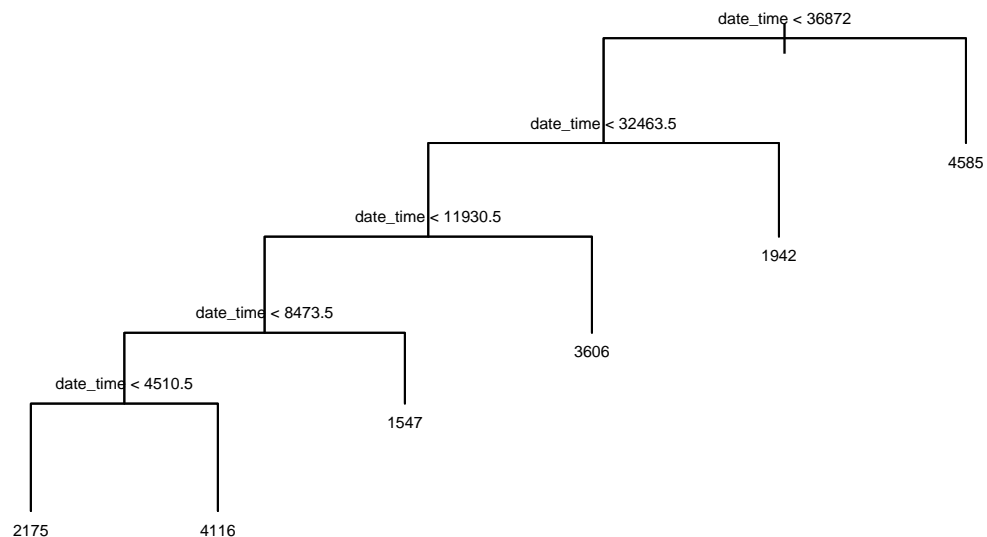 date_time < 36872
date_time < 32463.5
4585
date_time < 11930.5
1942
date_time < 8473.5
3606
date_time < 4510.5
1547
2175
4116